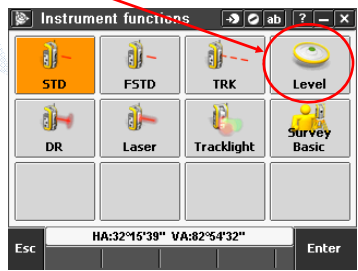 Instrument functions ab ? – X
STD FSTD TRK Level
DR Laser Tracklight Survey Basic
HA:32°15'39" VA:82°54'32"
Esc Enter